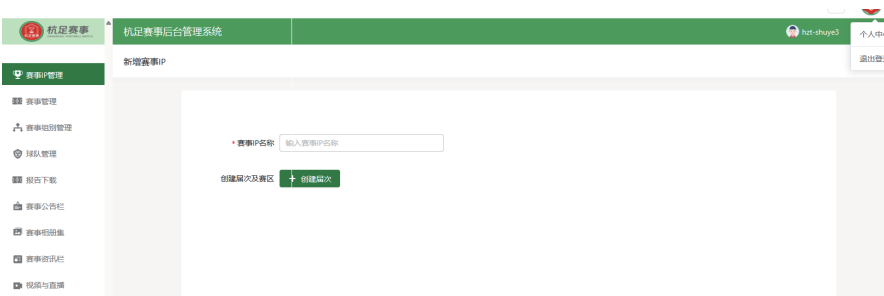 杭足赛事
杭足赛事后台管理系统
hzt-shuye3
个人中
退出登
新增赛事IP
赛事IP管理
赛事管理
赛事组别管理
球队管理
报告下载
赛事公告栏
赛事相册集
赛事资讯栏
视频与直播
* 赛事IP名称 输入赛事IP名称
创建届次及赛区 + 创建届次